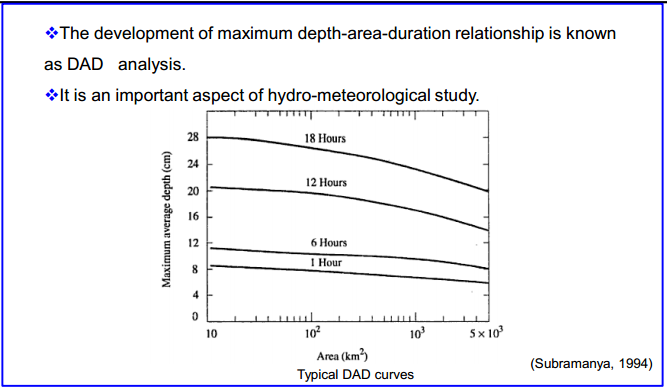 ❖The development of maximum depth-area-duration relationship is known
as DAD analysis.
❖It is an important aspect of hydro-meteorological study.
28
24
20
16
12
8
4
0
Maximum average depth (cm)
18 Hours
12 Hours
6 Hours
1 Hour
10
10²
10³
5 × 10³
Area (km²)
Typical DAD curves
(Subramanya, 1994)